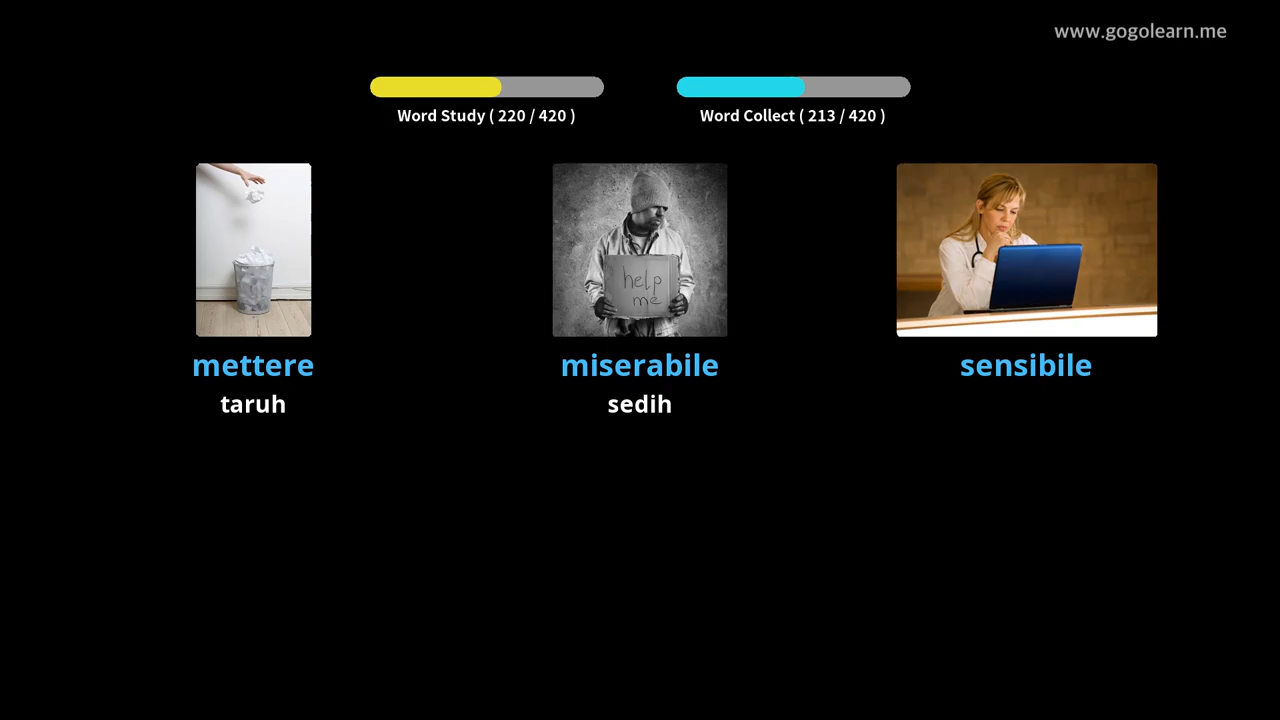 www.gogolearn.me
Word Study ( 220 / 420 )
Word Collect ( 213 / 420 )
help
me
mettere
miserabile
sensibile
taruh
sedih